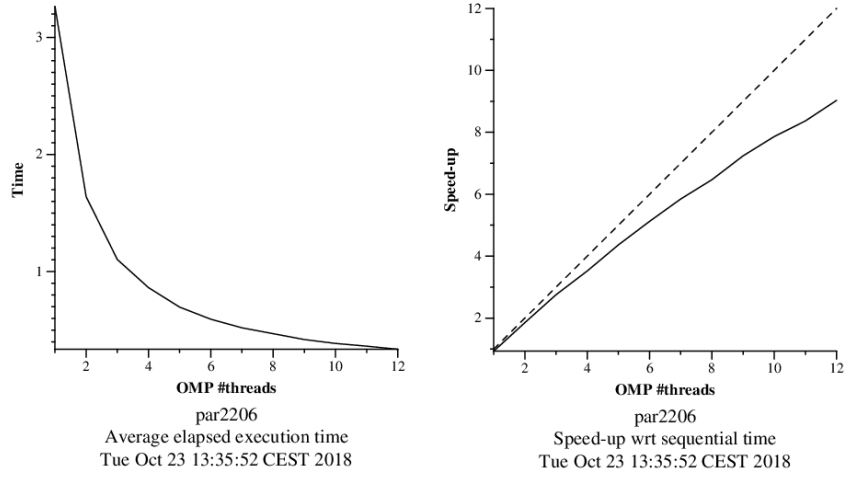 3
2
1
Time
2
4
6
8
10
12
OMP #threads
par2206
Average elapsed execution time
Tue Oct 23 13:35:52 CEST 2018
12
10
8
6
4
2
Speed-up
2
4
6
8
10
12
OMP #threads
par2206
Speed-up wrt sequential time
Tue Oct 23 13:35:52 CEST 2018